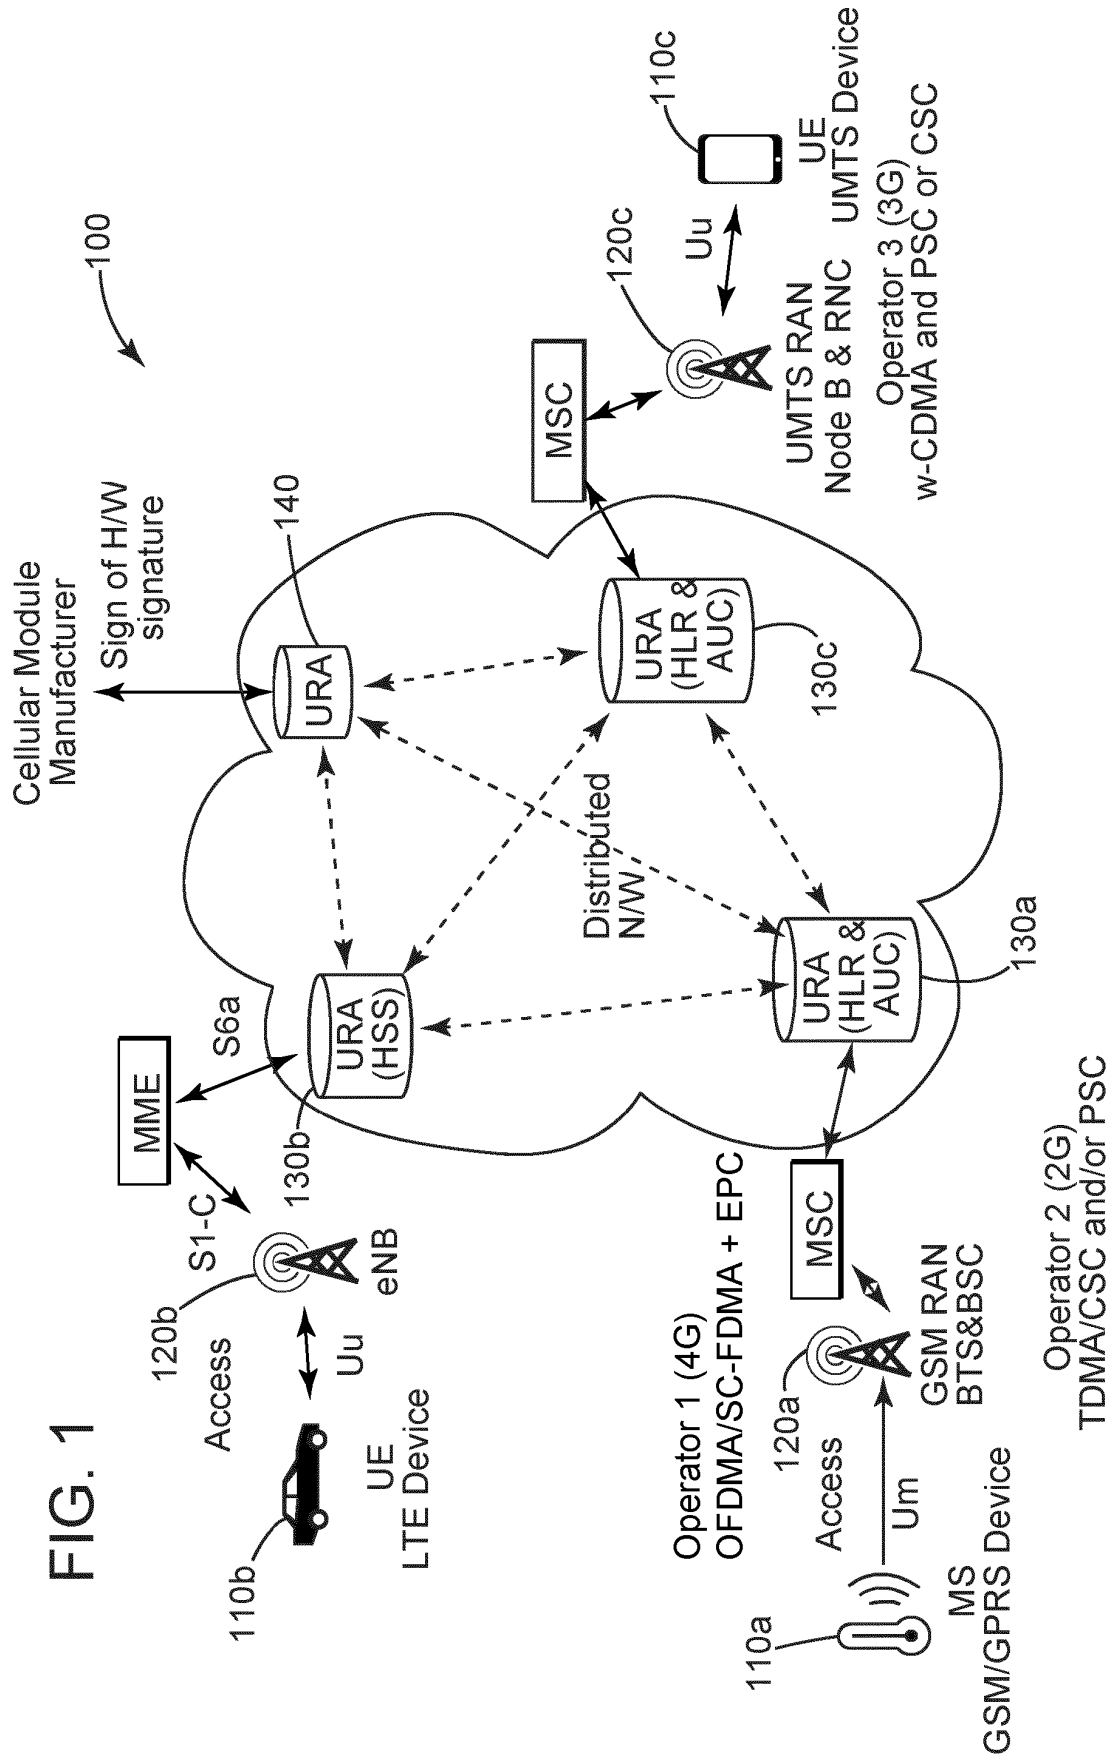 FIG. 1
100
Cellular Module
Manufacturer
Sign of H/W
signature
140
URA
MME
S6a
S1-C
120b
Access
eNB
Uu
110b
UE
LTE Device
130b
URA
(HSS)
Distributed
N/W
URA
(HLR &
AUC)
130c
MSC
120c
Uu
110c
UE
UMTS Device
UMTS RAN
Node B & RNC
Operator 3 (3G)
w-CDMA and PSC or CSC
Operator 1 (4G)
OFDMA/SC-FDMA + EPC
URA
(HLR &
AUC)
130a
MSC
120a
Access
Um
GSM RAN
BTS&BSC
110a
MS
GSM/GPRS Device
Operator 2 (2G)
TDMA/CSC and/or PSC